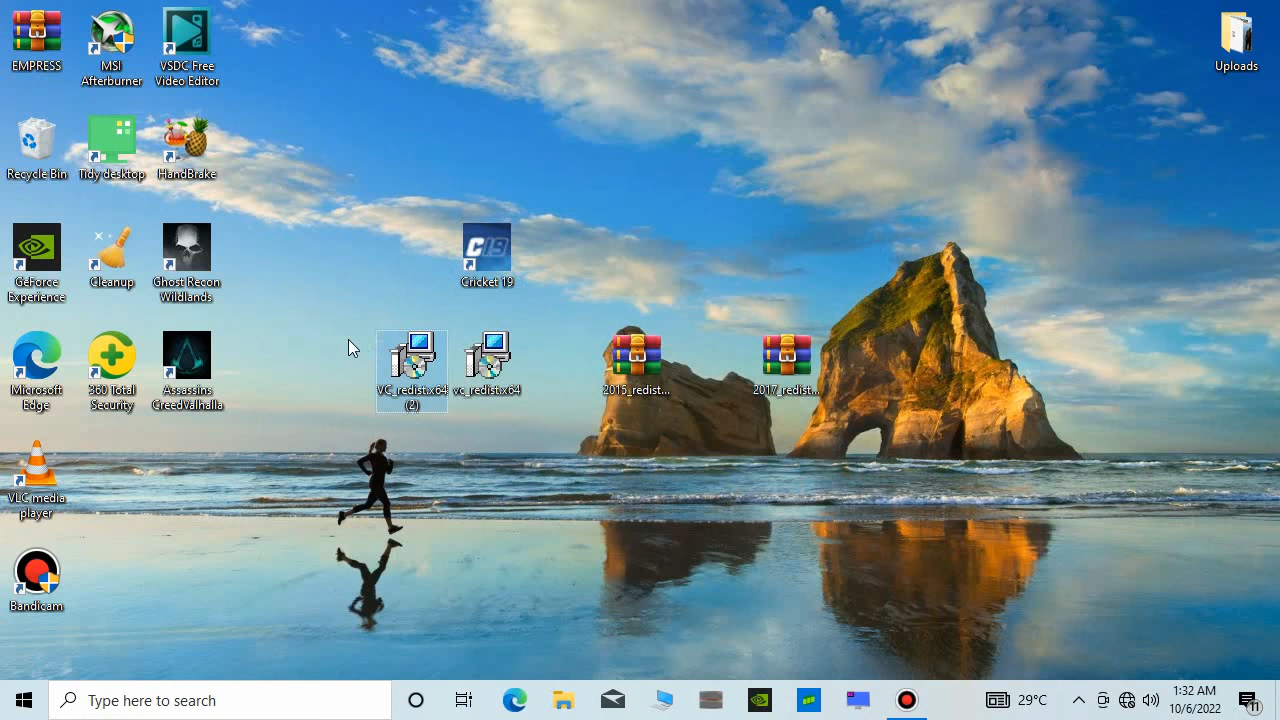 EMPRESS
MSI
Afterburner
VSDC Free
Video Editor
Uploads
Recycle Bin
Tidy desktop
HandBrake
GeForce
Experience
Cleanup
Ghost Recon
Wildlands
C19
Cricket 19
Microsoft
Edge
360 Total
Security
Assassins
CreedValhalla
VC_redist.x64
(2)
vc_redist.x64
2015_redist...
2017_redist...
VLC media
player
Bandicam
Type here to search
29°C
1:32 AM
10/6/2022
11